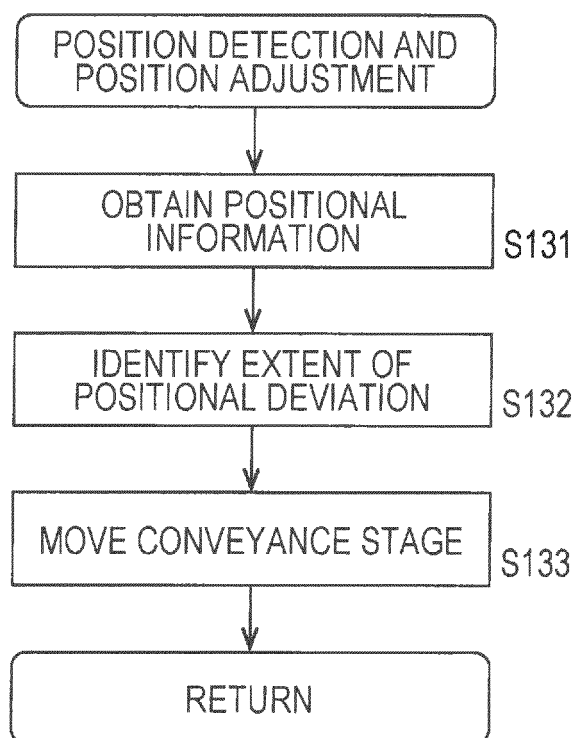 POSITION DETECTION AND
POSITION ADJUSTMENT
OBTAIN POSITIONAL
INFORMATION
S131
IDENTIFY EXTENT OF
POSITIONAL DEVIATION
S132
MOVE CONVEYANCE STAGE
S133
RETURN